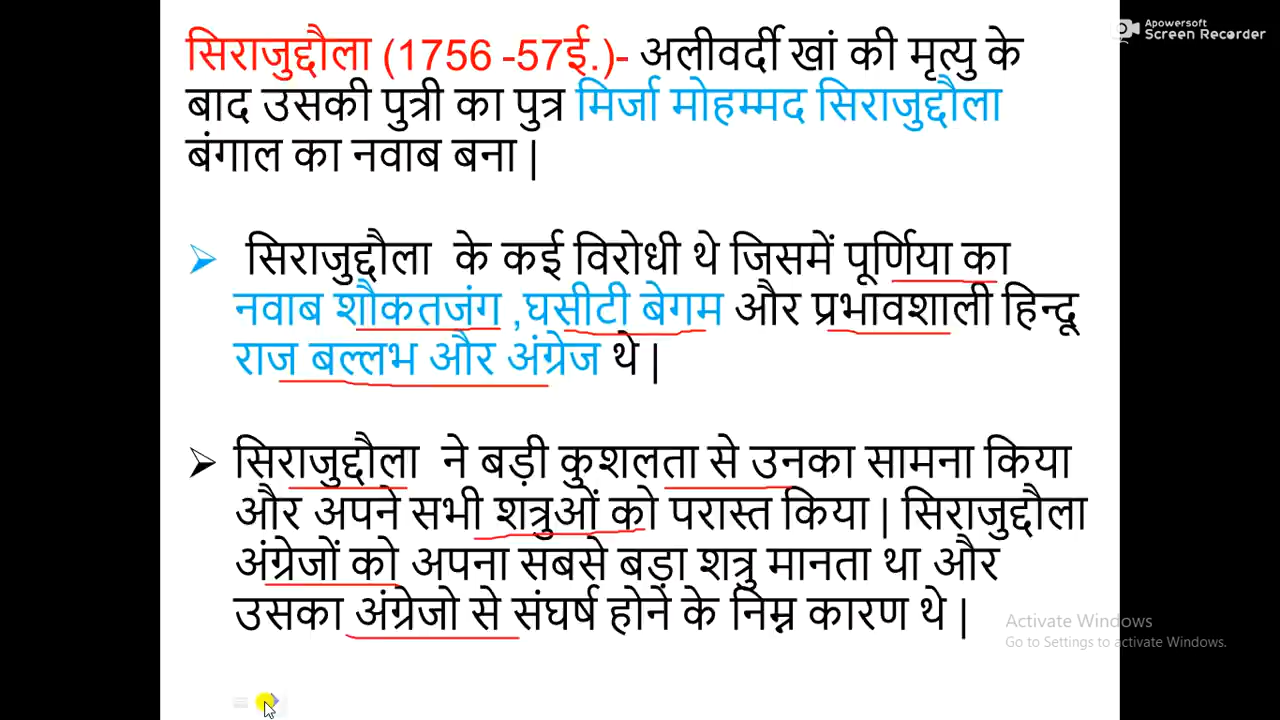 Apowersoft
Screen Recorder
सिराजुद्दौला (1756 -57ई.)- अलीवर्दी खां की मृत्यु के
बाद उसकी पुत्री का पुत्र मिर्जा मोहम्मद सिराजुद्दौला
बंगाल का नवाब बना |
➢ सिराजुद्दौला के कई विरोधी थे जिसमें पूर्णिया का
नवाब शौकतजंग ,घसीटी बेगम और प्रभावशाली हिन्दू
राज बल्लभ और अंग्रेज थे |
➢ सिराजुद्दौला ने बड़ी कुशलता से उनका सामना किया
और अपने सभी शत्रुओं को परास्त किया | सिराजुद्दौला
अंग्रेजों को अपना सबसे बड़ा शत्रु मानता था और
उसका अंग्रेजो से संघर्ष होने के निम्न कारण थे |
Activate Windows
Go to Settings to activate Windows.